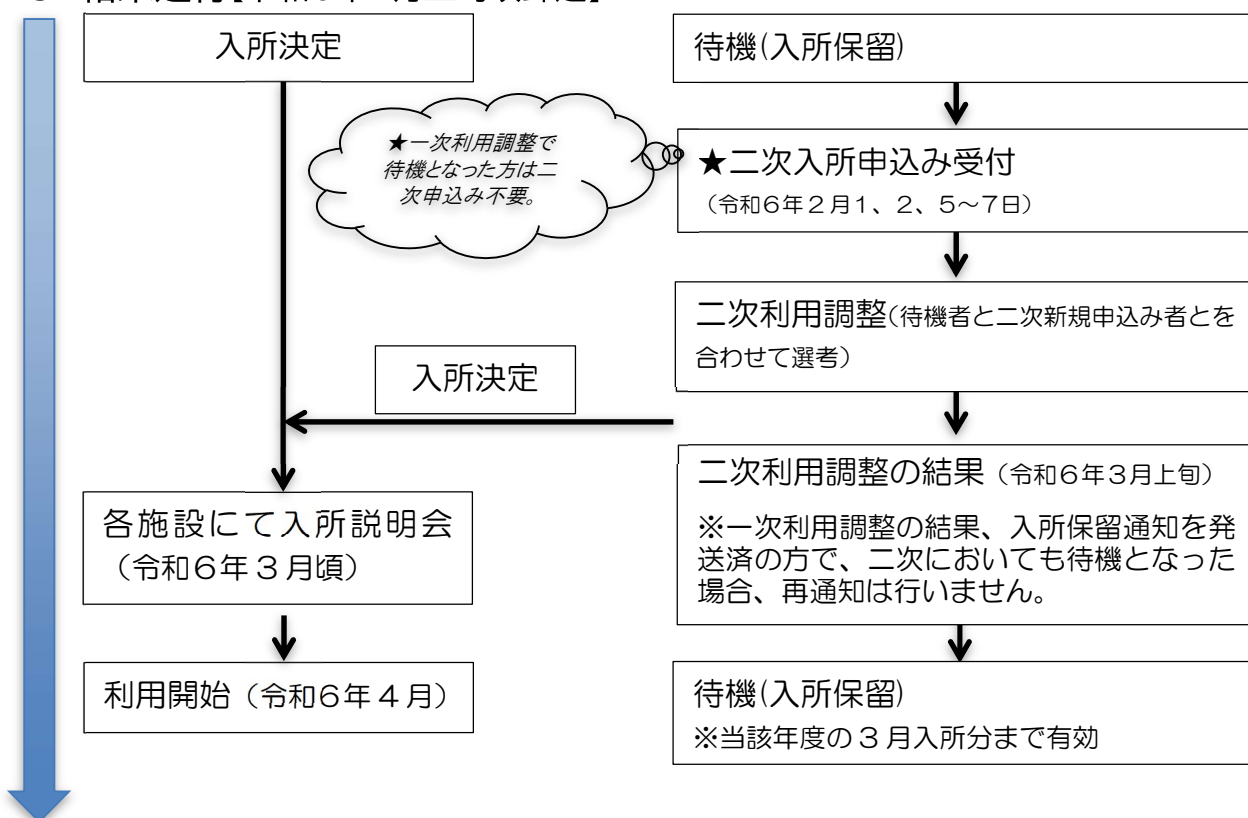 入所決定
待機(入所保留)
★一次利用調整で
待機となった方は二
次申込み不要。
★二次入所申込み受付
（令和６年２月１、２、５～７日）
二次利用調整(待機者と二次新規申込み者とを
合わせて選考）
入所決定
二次利用調整の結果（令和６年３月上旬）
※一次利用調整の結果、入所保留通知を発
送済の方で、二次においても待機となった
場合、再通知は行いません。
各施設にて入所説明会
（令和６年３月頃）
利用開始（令和６年４月）
待機(入所保留)
※当該年度の３月入所分まで有効